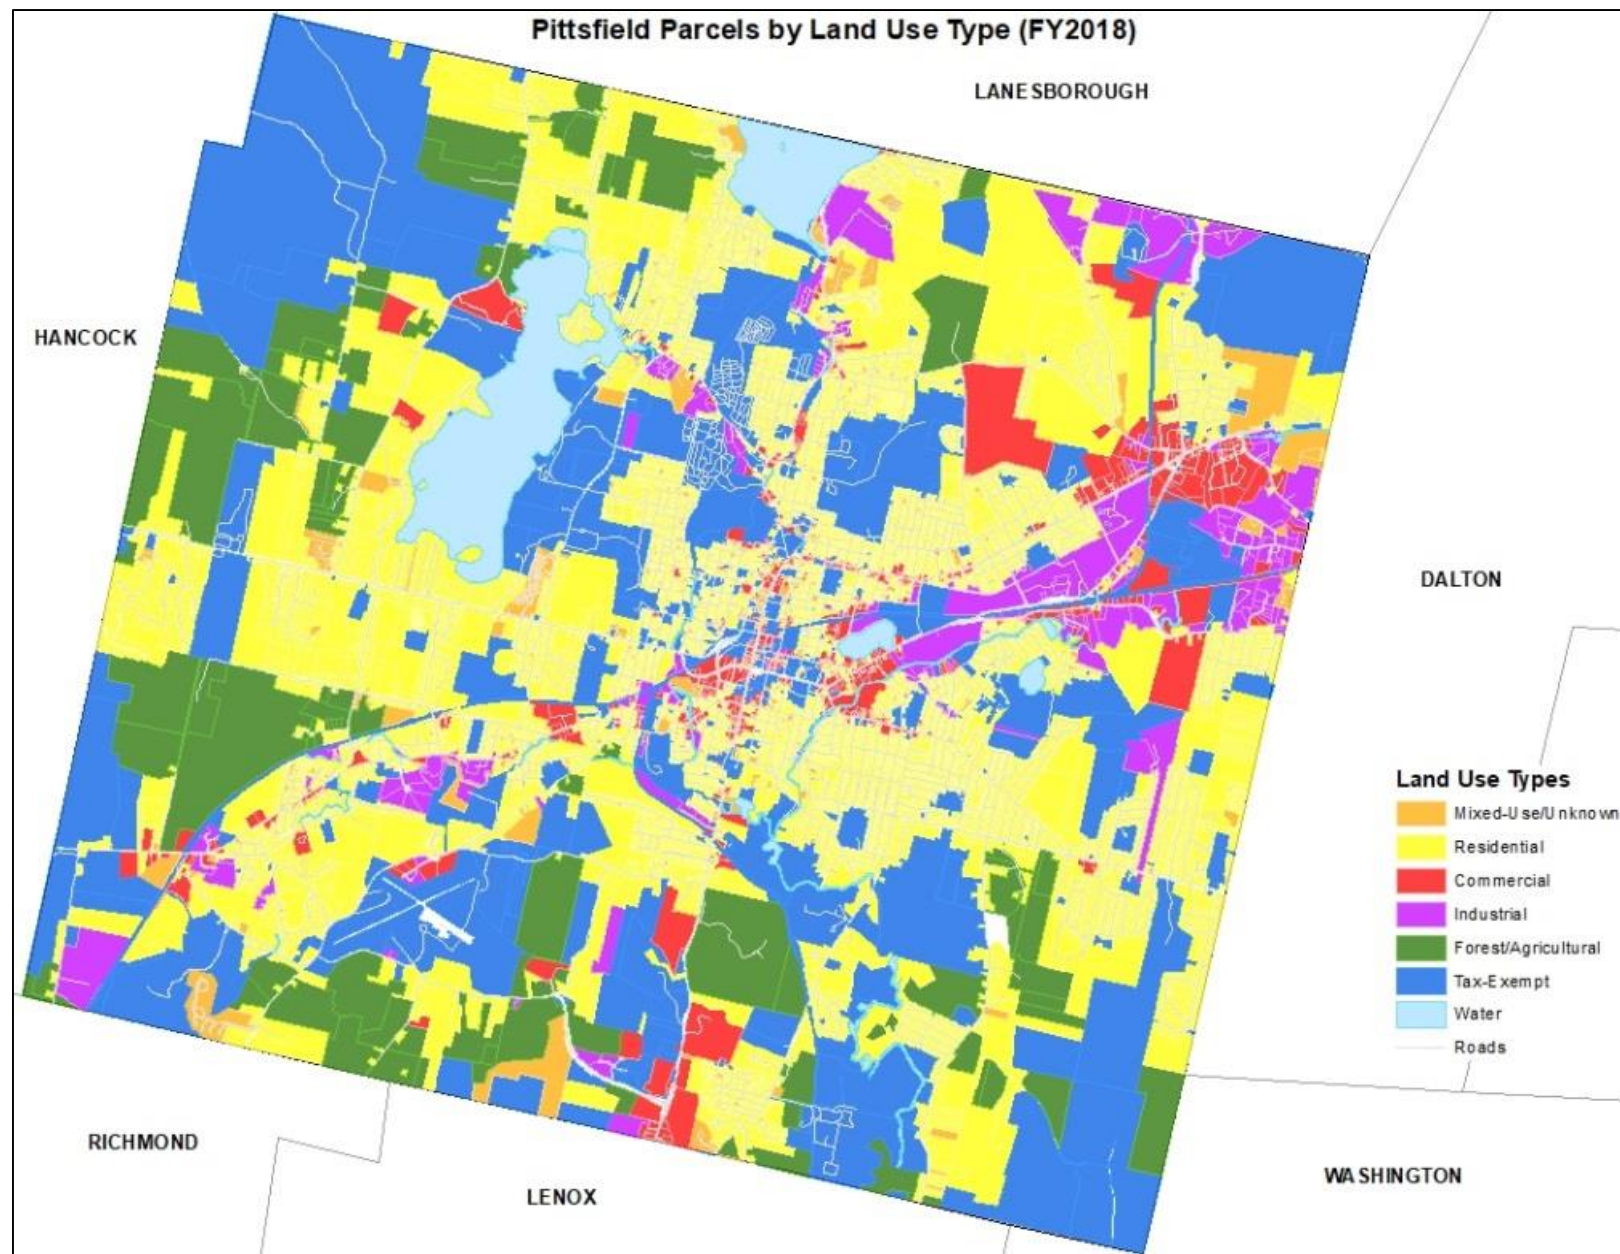 Pittsfield Parcels by Land Use Type (FY2018)
LANESBOROUGH
HANCOCK
DALTON
Land Use Types
Mixed-Use/Unknown
Residential
Commercial
Industrial
Forest/Agricultural
Tax-Exempt
Water
Roads
RICHMOND
WASHINGTON
LENOX